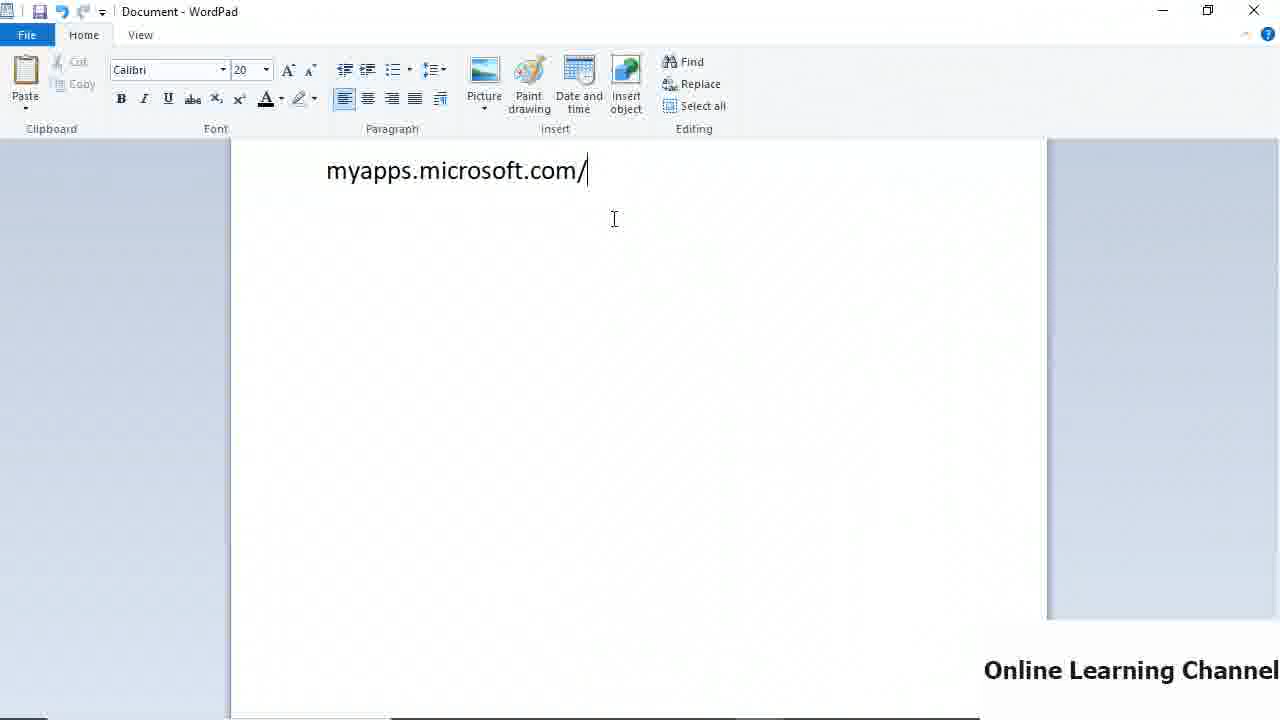 Document - WordPad
File Home View
Paste
Cut
Copy
Clipboard
Calibri 20
Font
Paragraph
Picture
Paint drawing
Date and time
Insert object
Insert
Find
Replace
Select all
Editing
myapps.microsoft.com/
Online Learning Channel